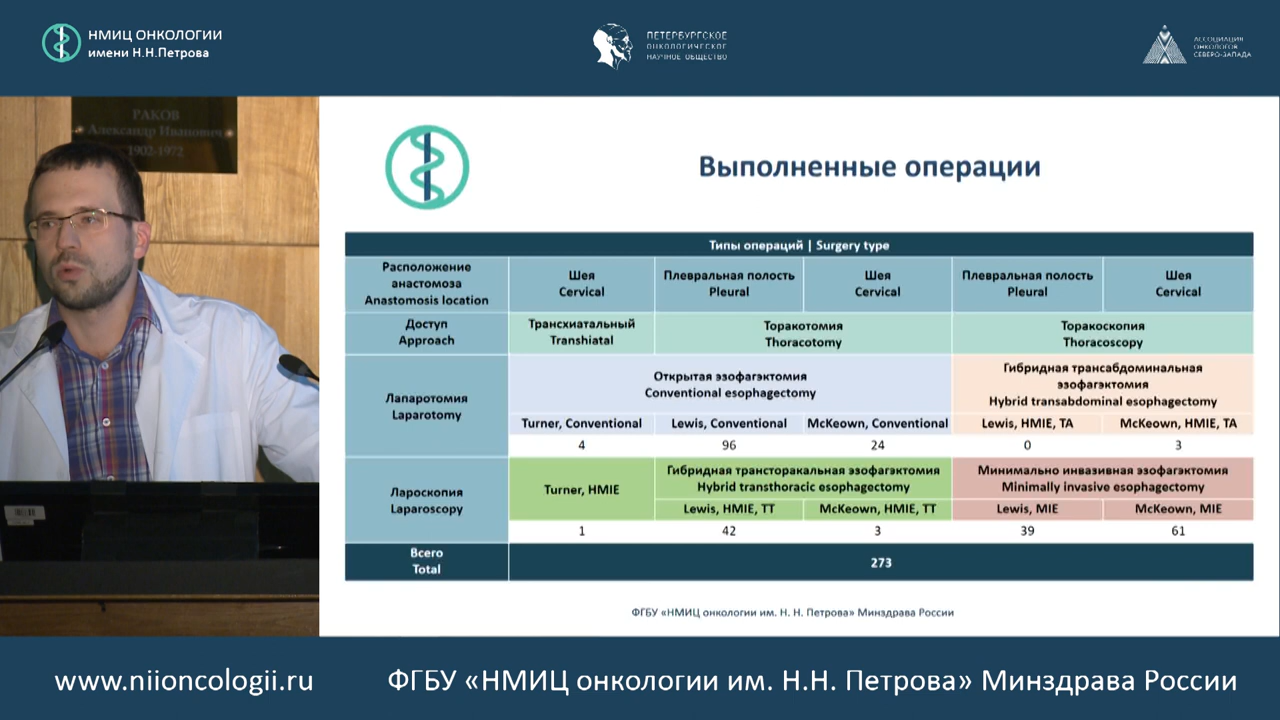 НМИЦ ОНКОЛОГИИ
имени Н.Н.Петрова
ПЕТЕРБУРГСКОЕ
ОНКОЛОГИЧЕСКОЕ
НАУЧНОЕ ОБЩЕСТВО
АССОЦИАЦИЯ
ОНКОЛОГОВ
СЕВЕРО-ЗАПАДА
РАКОВ
Александр Иванович
1902-1972
Выполненные операции
Типы операций | Surgery type
Расположение
анастомоза
Anastomosis location
Шея
Cervical
Плевральная полость
Pleural
Шея
Cervical
Плевральная полость
Pleural
Шея
Cervical
Доступ
Approach
Трансхиатальный
Transhiatal
Торакотомия
Thoracotomy
Торакоскопия
Thoracoscopy
Лапаротомия
Laparotomy
Открытая эзофагэктомия
Conventional esophagectomy
Гибридная трансабдоминальная
эзофагэктомия
Hybrid transabdominal esophagectomy
Turner, Conventional
Lewis, Conventional
McKeown, Conventional
Lewis, HMIE, TA
McKeown, HMIE, TA
4
96
24
0
3
Лароскопия
Laparoscopy
Turner, HMIE
Гибридная трансторакальная эзофагэктомия
Hybrid transthoracic esophagectomy
Минимально инвазивная эзофагэктомия
Minimally invasive esophagectomy
Lewis, HMIE, TT
McKeown, HMIE, TT
Lewis, MIE
McKeown, MIE
1
42
3
39
61
Всего
Total
273
ФГБУ «НМИЦ онкологии им. Н. Н. Петрова» Минздрава России
www.niioncologii.ru
ФГБУ «НМИЦ онкологии им. Н.Н. Петрова» Минздрава России